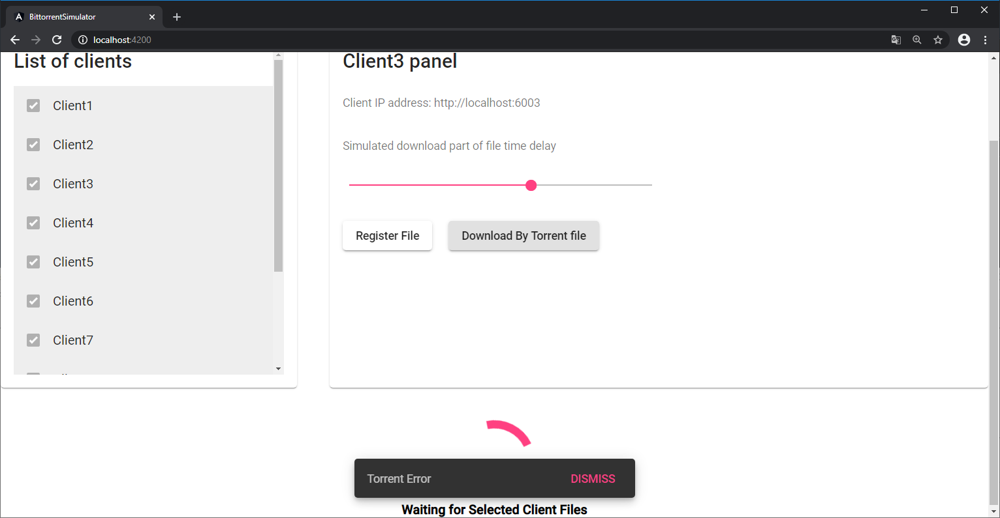 BittorrentSimulator
localhost:4200
List of clients
Client1
Client2
Client3
Client4
Client5
Client6
Client7
Client3 panel
Client IP address: http://localhost:6003
Simulated download part of file time delay
Register File
Download By Torrent file
Torrent Error
DISMISS
Waiting for Selected Client Files